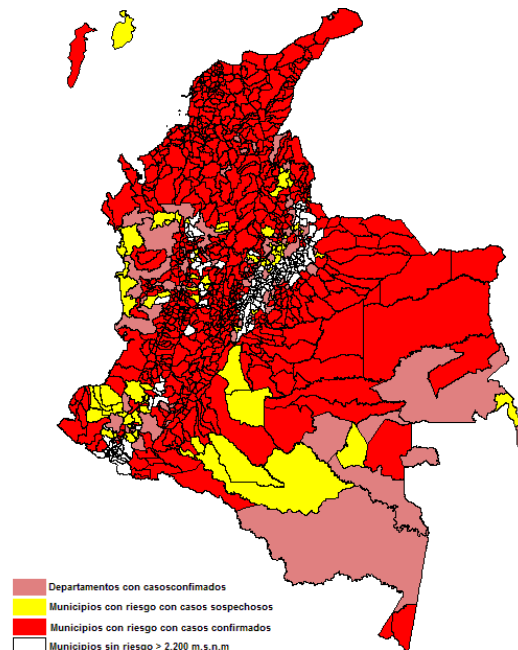 Departamentos con casosconfimados
Municipios con riesgo con casos sospechosos
Municipios con riesgo con casos confirmados
Municipios sin riesgo > 2.200 m.s.n.m